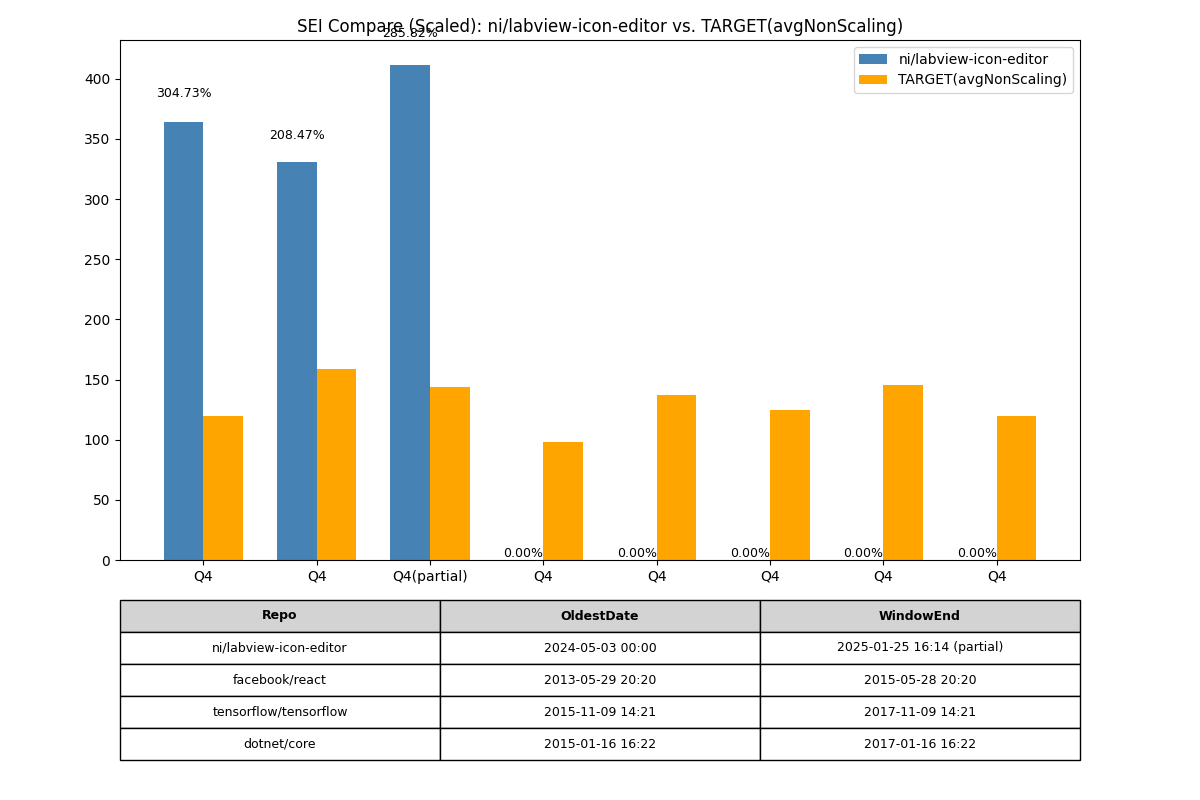 SEI Compare (Scaled): ni/labview-icon-editor vs. TARGET(avgNonScaling)
285.82%
ni/labview-icon-editor
TARGET(avgNonScaling)
400
304.73%
350
208.47%
300
250
200
150
100
50
0.00% 0.00% 0.00% 0.00% 0.00%
0
Q4 Q4 Q4(partial) Q4 Q4 Q4 Q4 Q4
Repo OldestDate WindowEnd
ni/labview-icon-editor 2024-05-03 00:00 2025-01-25 16:14 (partial)
facebook/react 2013-05-29 20:20 2015-05-28 20:20
tensorflow/tensorflow 2015-11-09 14:21 2017-11-09 14:21
dotnet/core 2015-01-16 16:22 2017-01-16 16:22